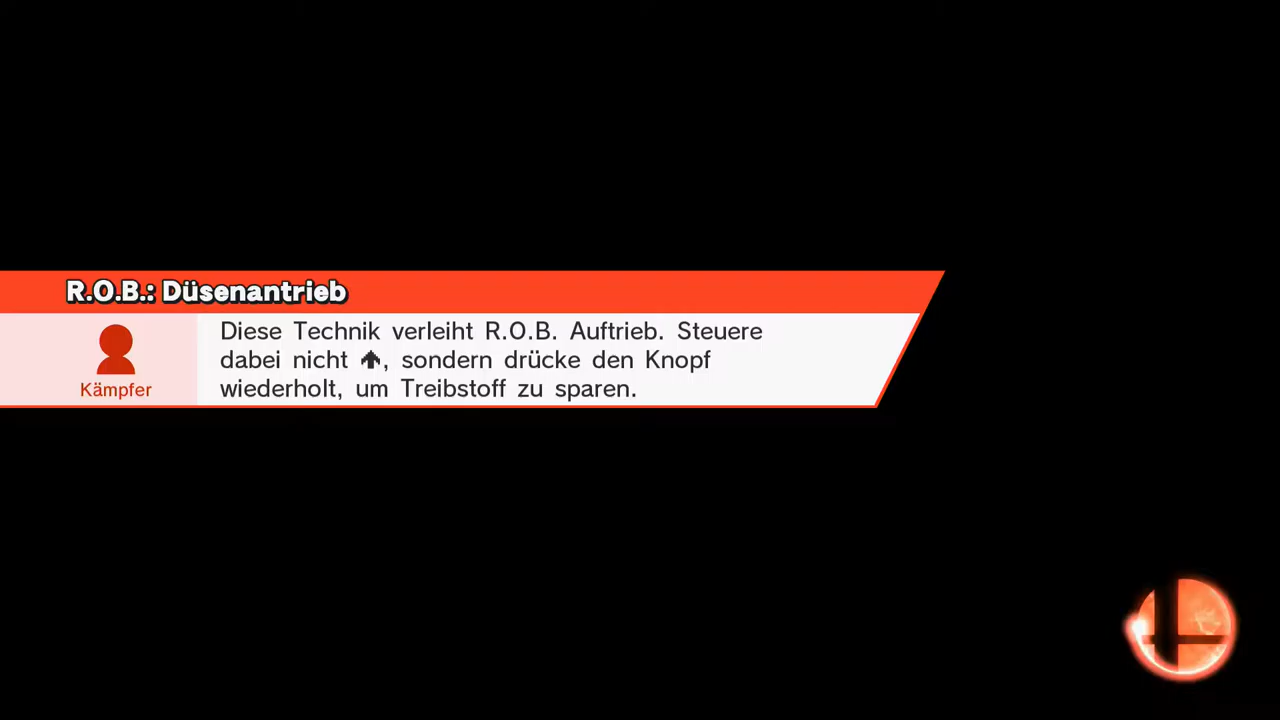 R.O.B.: Düsenantrieb
Kämpfer
Diese Technik verleiht R.O.B. Auftrieb. Steuere
dabei nicht 🡅, sondern drücke den Knopf
wiederholt, um Treibstoff zu sparen.